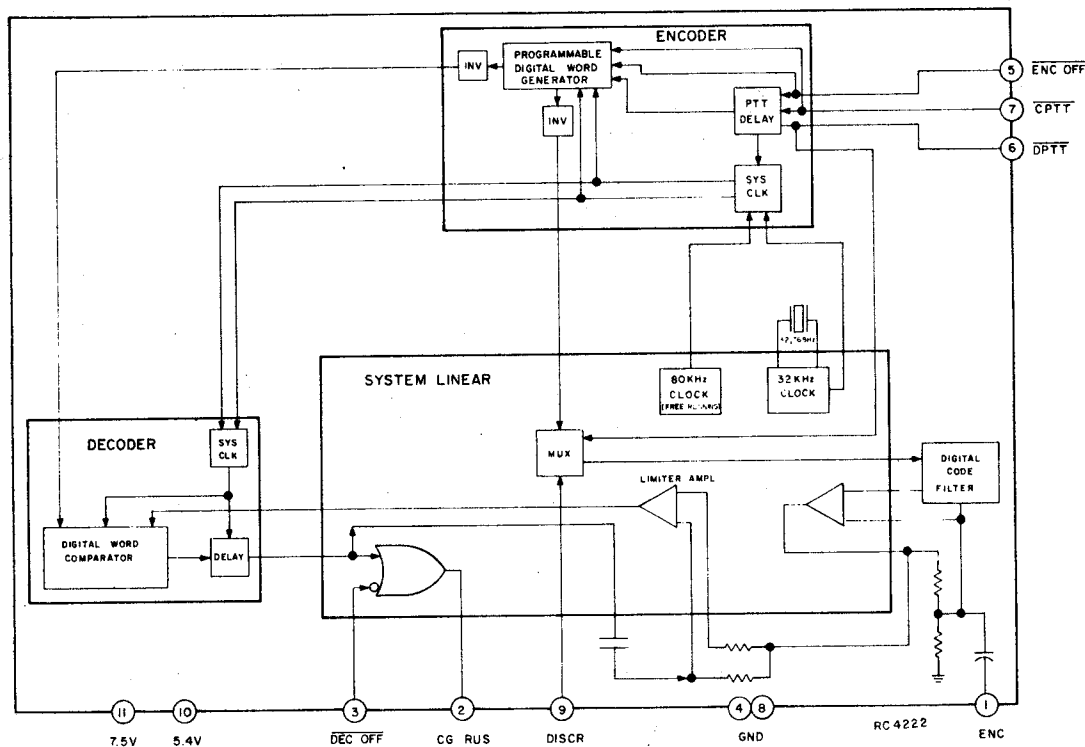 ENCODER
INV
PROGRAMMABLE
DIGITAL WORD
GENERATOR
INV
PTT
DELAY
SYS
CLK
5 ENC OFF
7 CPTT
6 DPTT
SYSTEM LINEAR
80KHz
CLOCK
32KHz
CLOCK
DECODER
SYS
CLK
MUX
DIGITAL
CODE
FILTER
LIMITER AMPL
DIGITAL WORD
COMPARATOR
DELAY
11
10
3
2
9
4 8
1
7.5V
5.4V
DEC OFF
CG RUS
DISCR
GND
RC4222
ENC